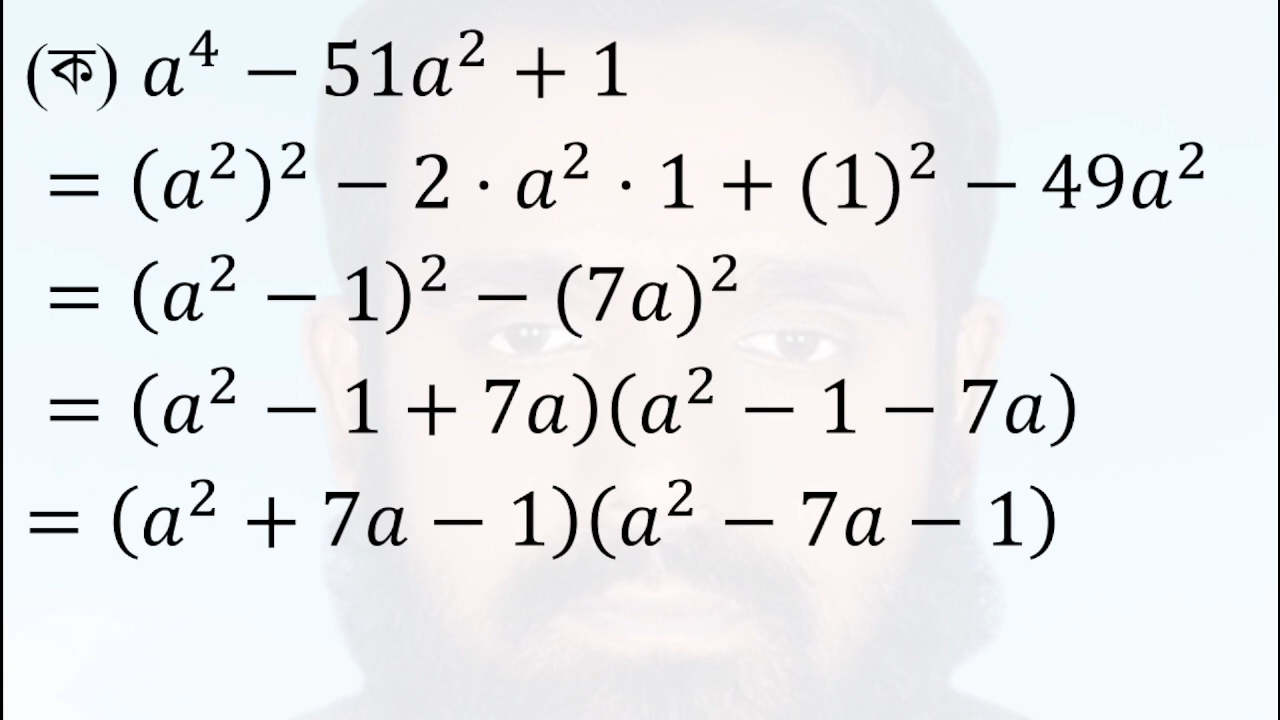 (ক) a⁴ − 51a² + 1
= (a²)² − 2 · a² · 1 + (1)² − 49a²
= (a² − 1)² − (7a)²
= (a² − 1 + 7a)(a² − 1 − 7a)
= (a² + 7a − 1)(a² − 7a − 1)